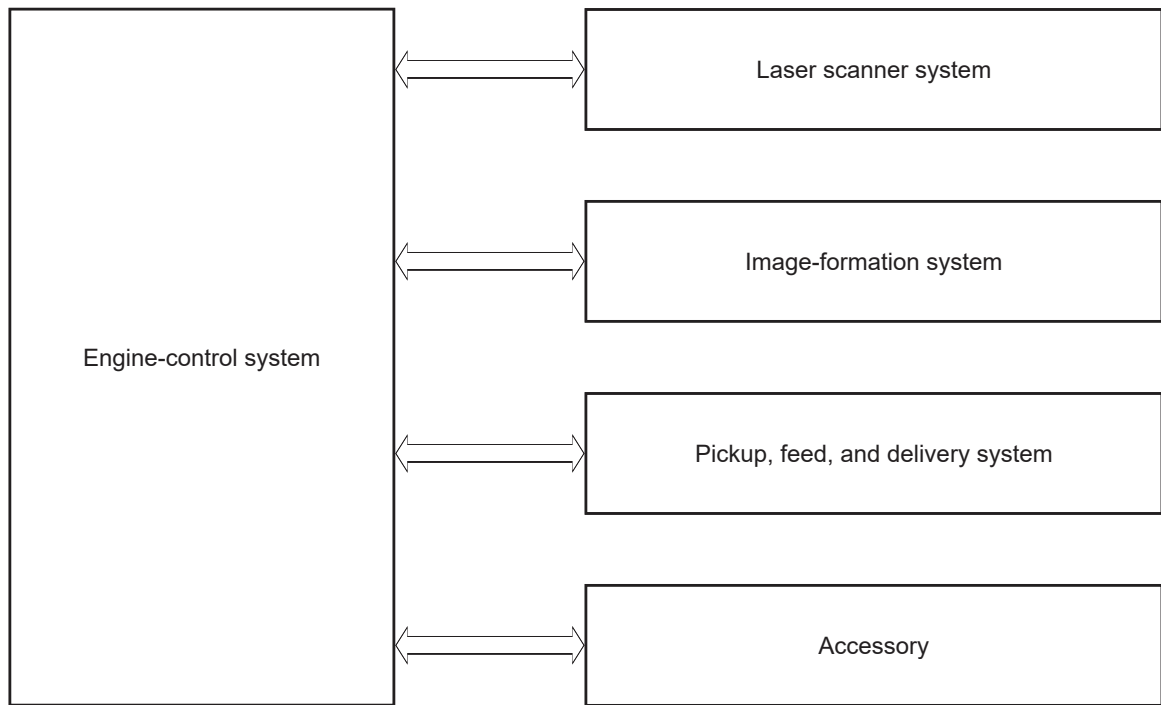 Laser scanner system
Image-formation system
Engine-control system
Pickup, feed, and delivery system
Accessory